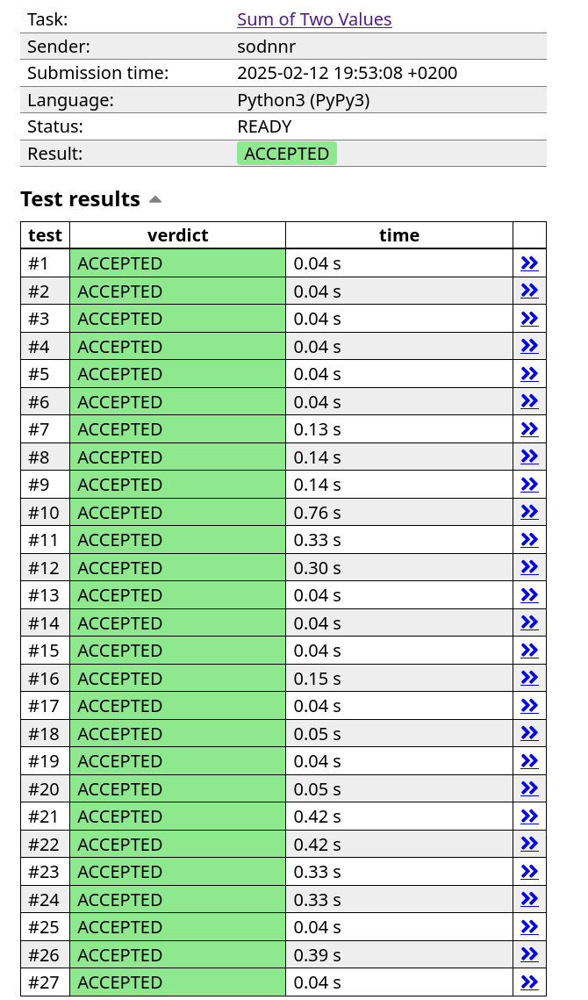 Task: Sum of Two Values
Sender: sodnnr
Submission time: 2025-02-12 19:53:08 +0200
Language: Python3 (PyPy3)
Status: READY
Result: ACCEPTED
Test results
test verdict time
#1 ACCEPTED 0.04 s »
#2 ACCEPTED 0.04 s »
#3 ACCEPTED 0.04 s »
#4 ACCEPTED 0.04 s »
#5 ACCEPTED 0.04 s »
#6 ACCEPTED 0.04 s »
#7 ACCEPTED 0.13 s »
#8 ACCEPTED 0.14 s »
#9 ACCEPTED 0.14 s »
#10 ACCEPTED 0.76 s »
#11 ACCEPTED 0.33 s »
#12 ACCEPTED 0.30 s »
#13 ACCEPTED 0.04 s »
#14 ACCEPTED 0.04 s »
#15 ACCEPTED 0.04 s »
#16 ACCEPTED 0.15 s »
#17 ACCEPTED 0.04 s »
#18 ACCEPTED 0.05 s »
#19 ACCEPTED 0.04 s »
#20 ACCEPTED 0.05 s »
#21 ACCEPTED 0.42 s »
#22 ACCEPTED 0.42 s »
#23 ACCEPTED 0.33 s »
#24 ACCEPTED 0.33 s »
#25 ACCEPTED 0.04 s »
#26 ACCEPTED 0.39 s »
#27 ACCEPTED 0.04 s »